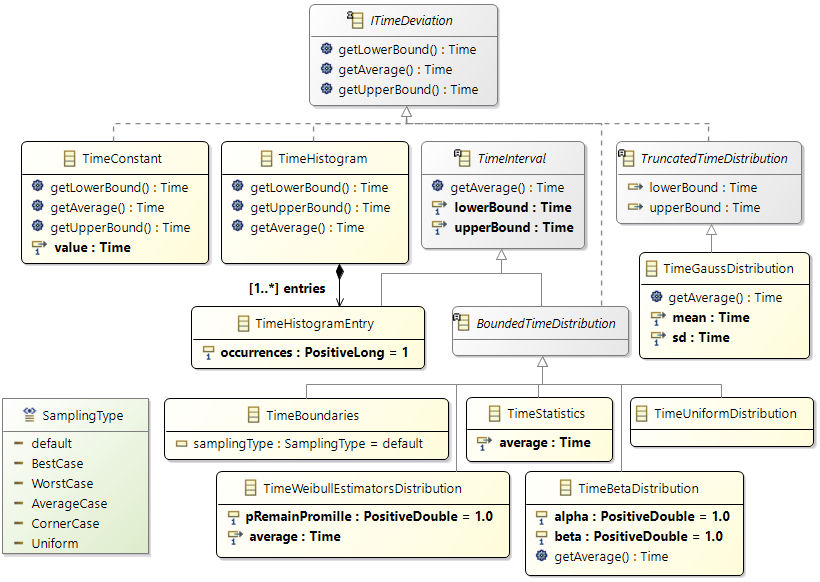 ITimeDeviation
getLowerBound() : Time
getAverage() : Time
getUpperBound() : Time
TimeConstant
getLowerBound() : Time
getAverage() : Time
getUpperBound() : Time
value : Time
TimeHistogram
getLowerBound() : Time
getUpperBound() : Time
getAverage() : Time
TimeInterval
getAverage() : Time
lowerBound : Time
upperBound : Time
TruncatedTimeDistribution
lowerBound : Time
upperBound : Time
TimeGaussDistribution
getAverage() : Time
mean : Time
sd : Time
[1..*] entries
TimeHistogramEntry
occurrences : PositiveLong = 1
BoundedTimeDistribution
SamplingType
default
BestCase
WorstCase
AverageCase
CornerCase
Uniform
TimeBoundaries
samplingType : SamplingType = default
TimeStatistics
average : Time
TimeUniformDistribution
TimeWeibullEstimatorsDistribution
pRemainPromille : PositiveDouble = 1.0
average : Time
TimeBetaDistribution
alpha : PositiveDouble = 1.0
beta : PositiveDouble = 1.0
getAverage() : Time